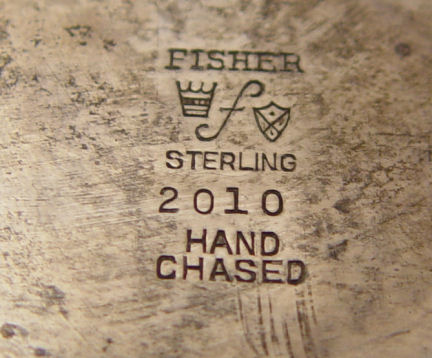 FISHER
f
STERLING
2010
HAND
CHASED